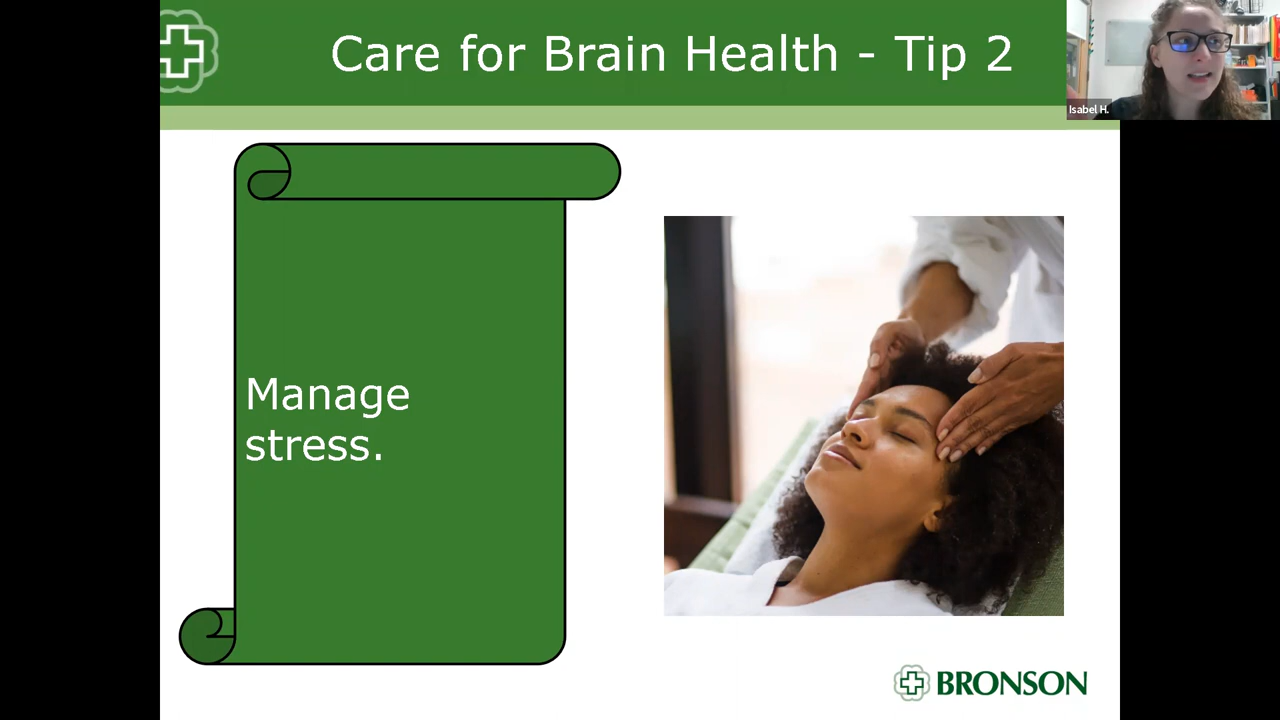 Care for Brain Health - Tip 2
Isabel H.
Manage
stress.
BRONSON